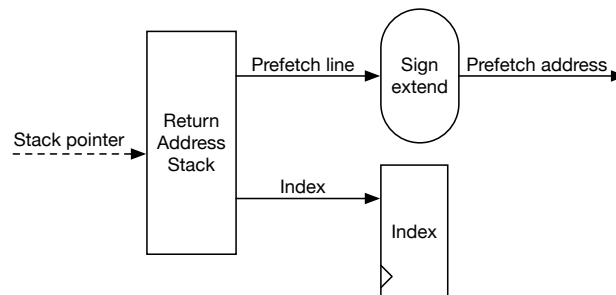 Prefetch line
Sign
extend
Prefetch address
Stack pointer
Return
Address
Stack
Index
Index